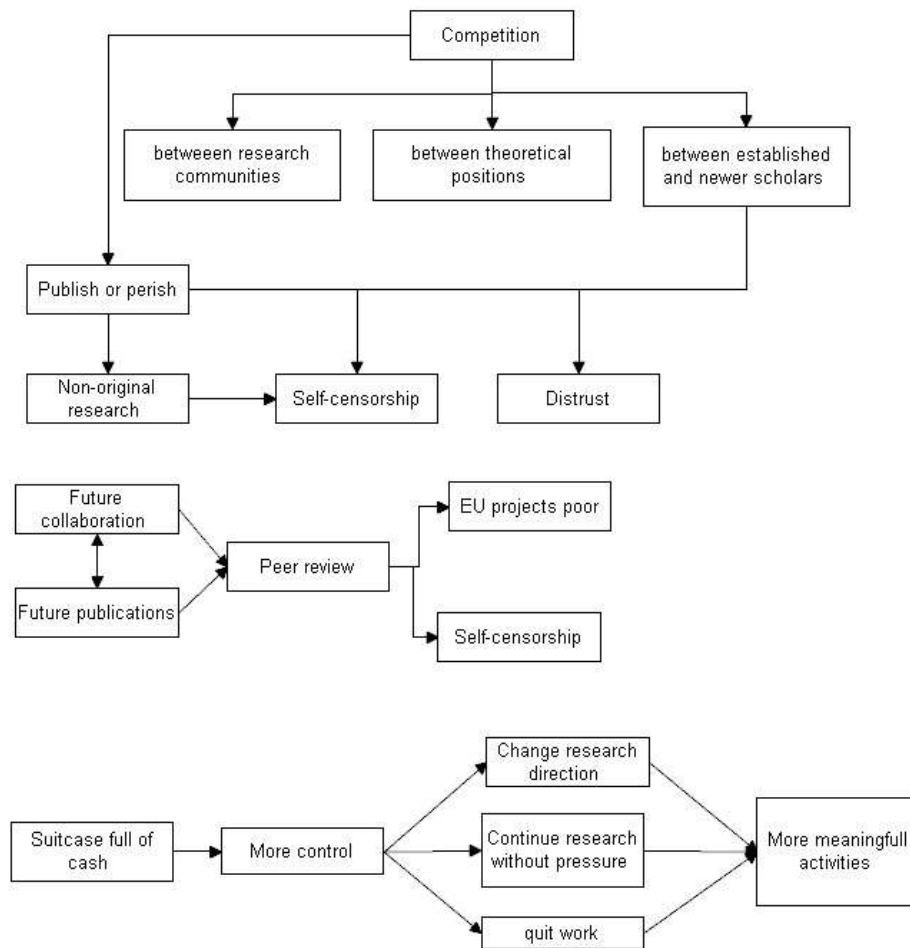 Competition
betweeen research
communities
between theoretical
positions
between established
and newer scholars
Publish or perish
Non-original
research
Self-censorship
Distrust
Future
collaboration
EU projects poor
Peer review
Future publications
Self-censorship
Change research
direction
Suitcase full of
cash
More control
Continue research
without pressure
More meaningfull
activities
quit work